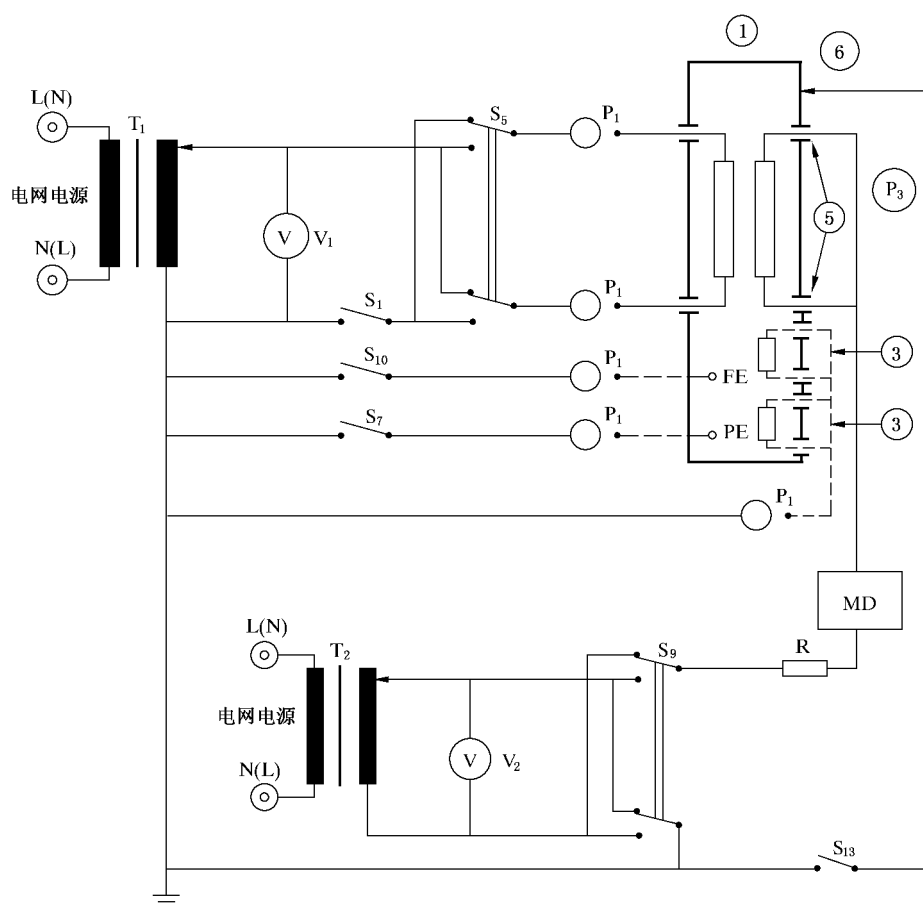 ①
⑥
L(N)
T₁
S₅
P₁
电网电源
P₃
V
V₁
⑤
N(L)
P₁
S₁
S₁₀
P₁
③
FE
S₇
P₁
PE
③
P₁
MD
L(N)
T₂
S₉
R
电网电源
V
V₂
N(L)
S₁₃